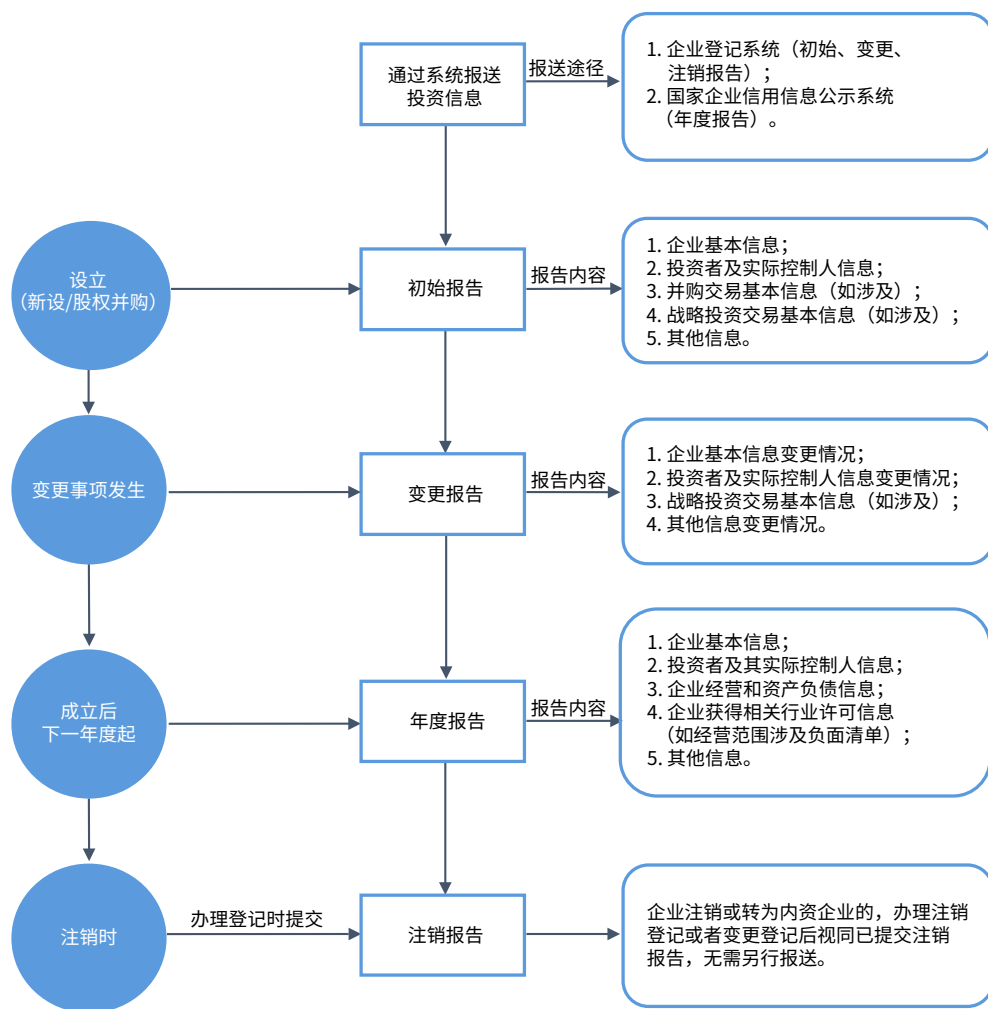 通过系统报送
投资信息
报送途径
1. 企业登记系统（初始、变更、
注销报告）；
2. 国家企业信用信息公示系统
（年度报告）。
设立
（新设/股权并购）
初始报告
报告内容
1. 企业基本信息；
2. 投资者及实际控制人信息；
3. 并购交易基本信息（如涉及）；
4. 战略投资交易基本信息（如涉及）；
5. 其他信息。
变更事项发生
变更报告
报告内容
1. 企业基本信息变更情况；
2. 投资者及实际控制人信息变更情况；
3. 战略投资交易基本信息（如涉及）；
4. 其他信息变更情况。
成立后
下一年度起
年度报告
报告内容
1. 企业基本信息；
2. 投资者及其实际控制人信息；
3. 企业经营和资产负债信息；
4. 企业获得相关行业许可信息
（如经营范围涉及负面清单）；
5. 其他信息。
注销时
办理登记时提交
注销报告
企业注销或转为内资企业的，办理注销
登记或者变更登记后视同已提交注销
报告，无需另行报送。